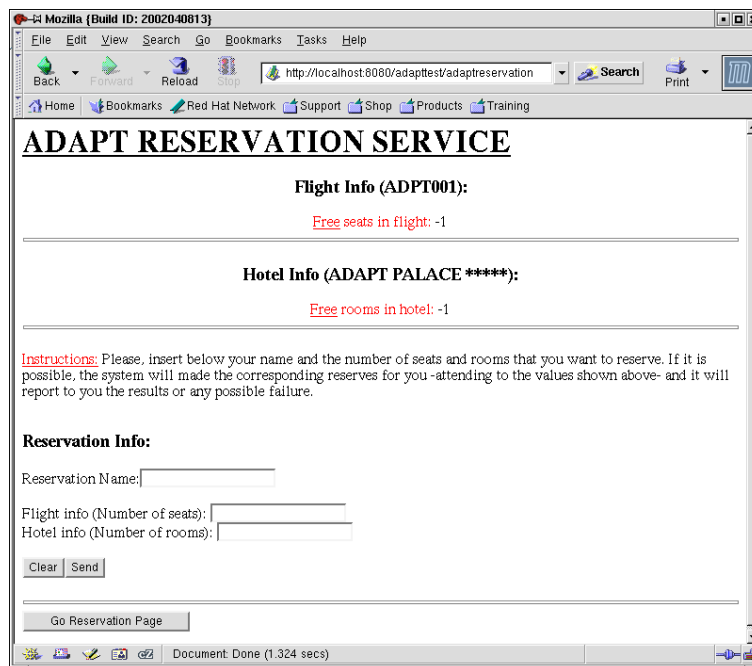 Mozilla {Build ID: 2002040813}
File Edit View Search Go Bookmarks Tasks Help
Back Forward Reload Stop http://localhost:8080/adapttest/adaptreservation Search Print
Home Bookmarks Red Hat Network Support Shop Products Training
ADAPT RESERVATION SERVICE
Flight Info (ADPT001):
Free seats in flight: -1
Hotel Info (ADAPT PALACE *****):
Free rooms in hotel: -1
Instructions: Please, insert below your name and the number of seats and rooms that you want to reserve. If it is
possible, the system will made the corresponding reserves for you -attending to the values shown above- and it will
report to you the results or any possible failure.
Reservation Info:
Reservation Name:
Flight info (Number of seats):
Hotel info (Number of rooms):
Clear Send
Go Reservation Page
Document: Done (1.324 secs)